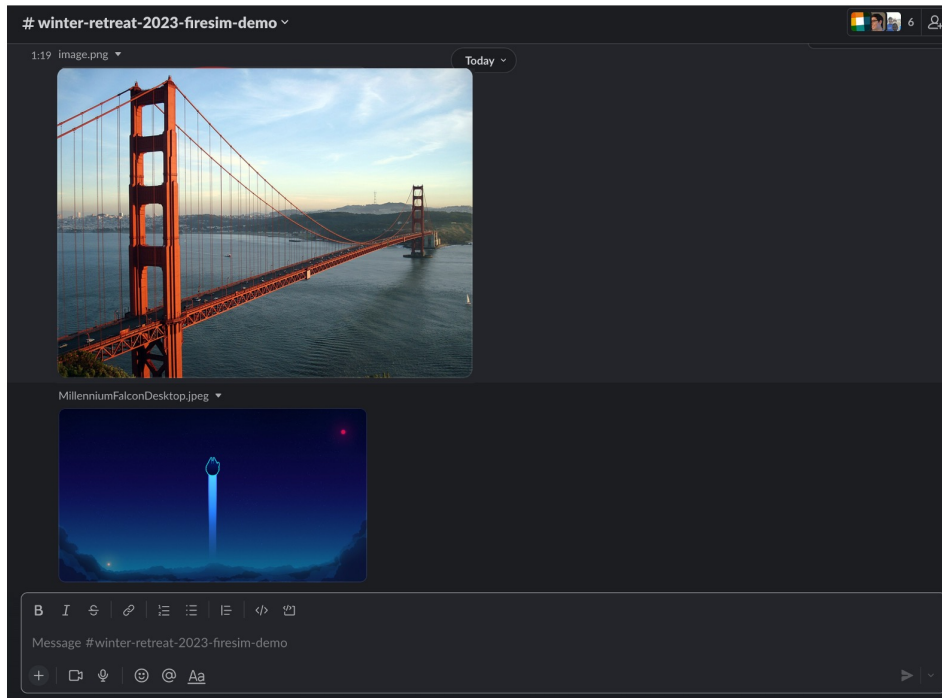 # winter-retreat-2023-firesim-demo
6
1:19 image.png
Today
MillenniumFalconDesktop.jpeg
B I S
Message #winter-retreat-2023-firesim-demo
+ @ Aa